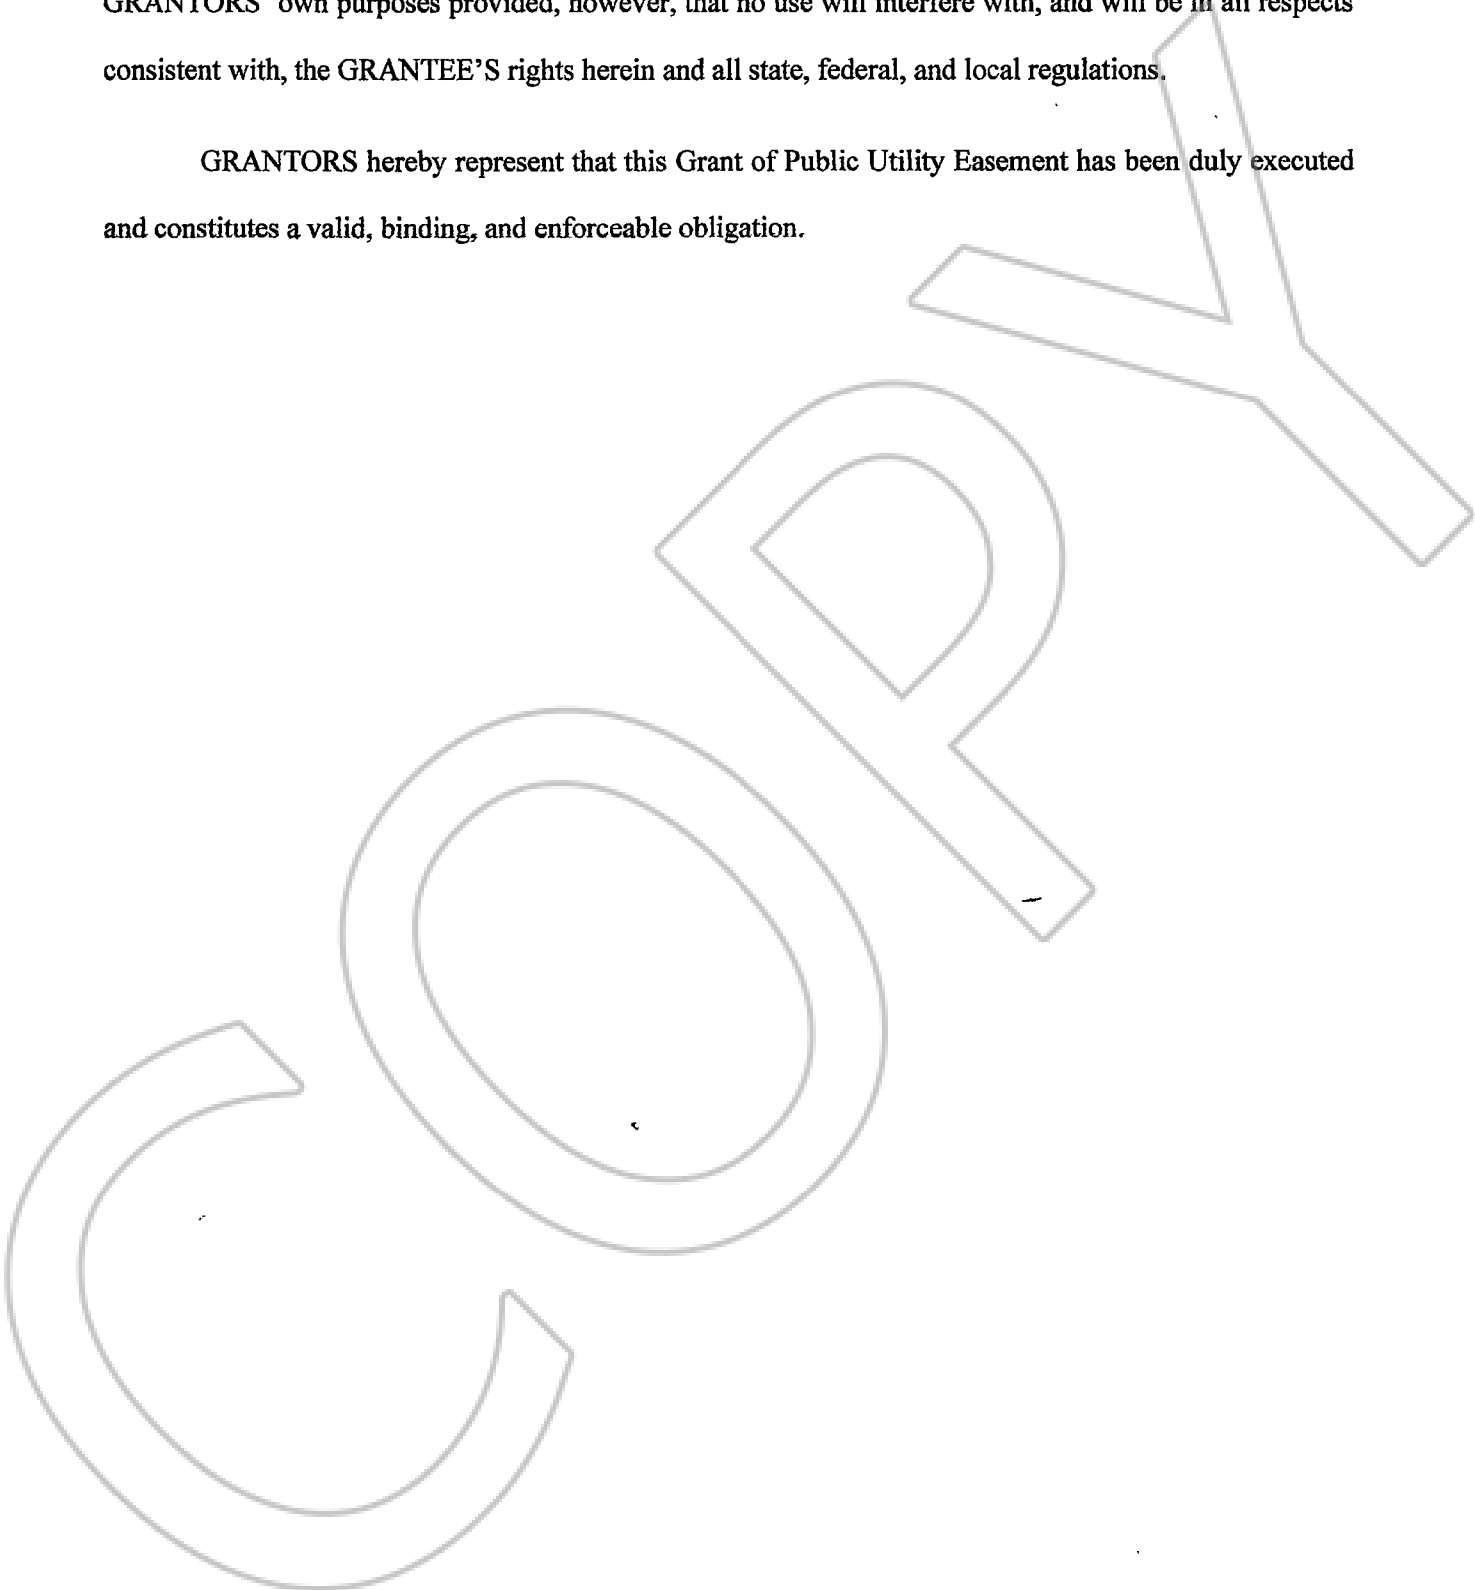 GRANTORS' own purposes provided, however, that no use will interfere with, and will be in all respects
consistent with, the GRANTEE'S rights herein and all state, federal, and local regulations.
GRANTORS hereby represent that this Grant of Public Utility Easement has been duly executed
and constitutes a valid, binding, and enforceable obligation.
COPY